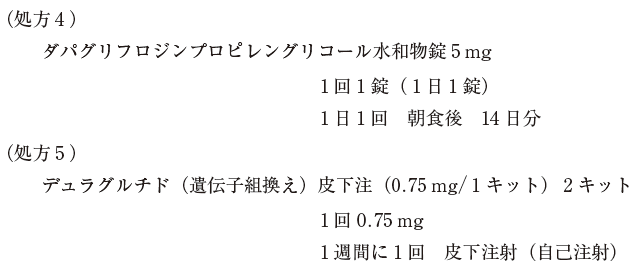 (処方4)
ダパグリフロジンプロピレングリコール水和物錠5mg
1回1錠(1日1錠)
1日1回 朝食後 14日分
(処方5)
デュラグルチド(遺伝子組換え)皮下注(0.75 mg/1キット)2キット
1回0.75 mg
1週間に1回 皮下注射(自己注射)